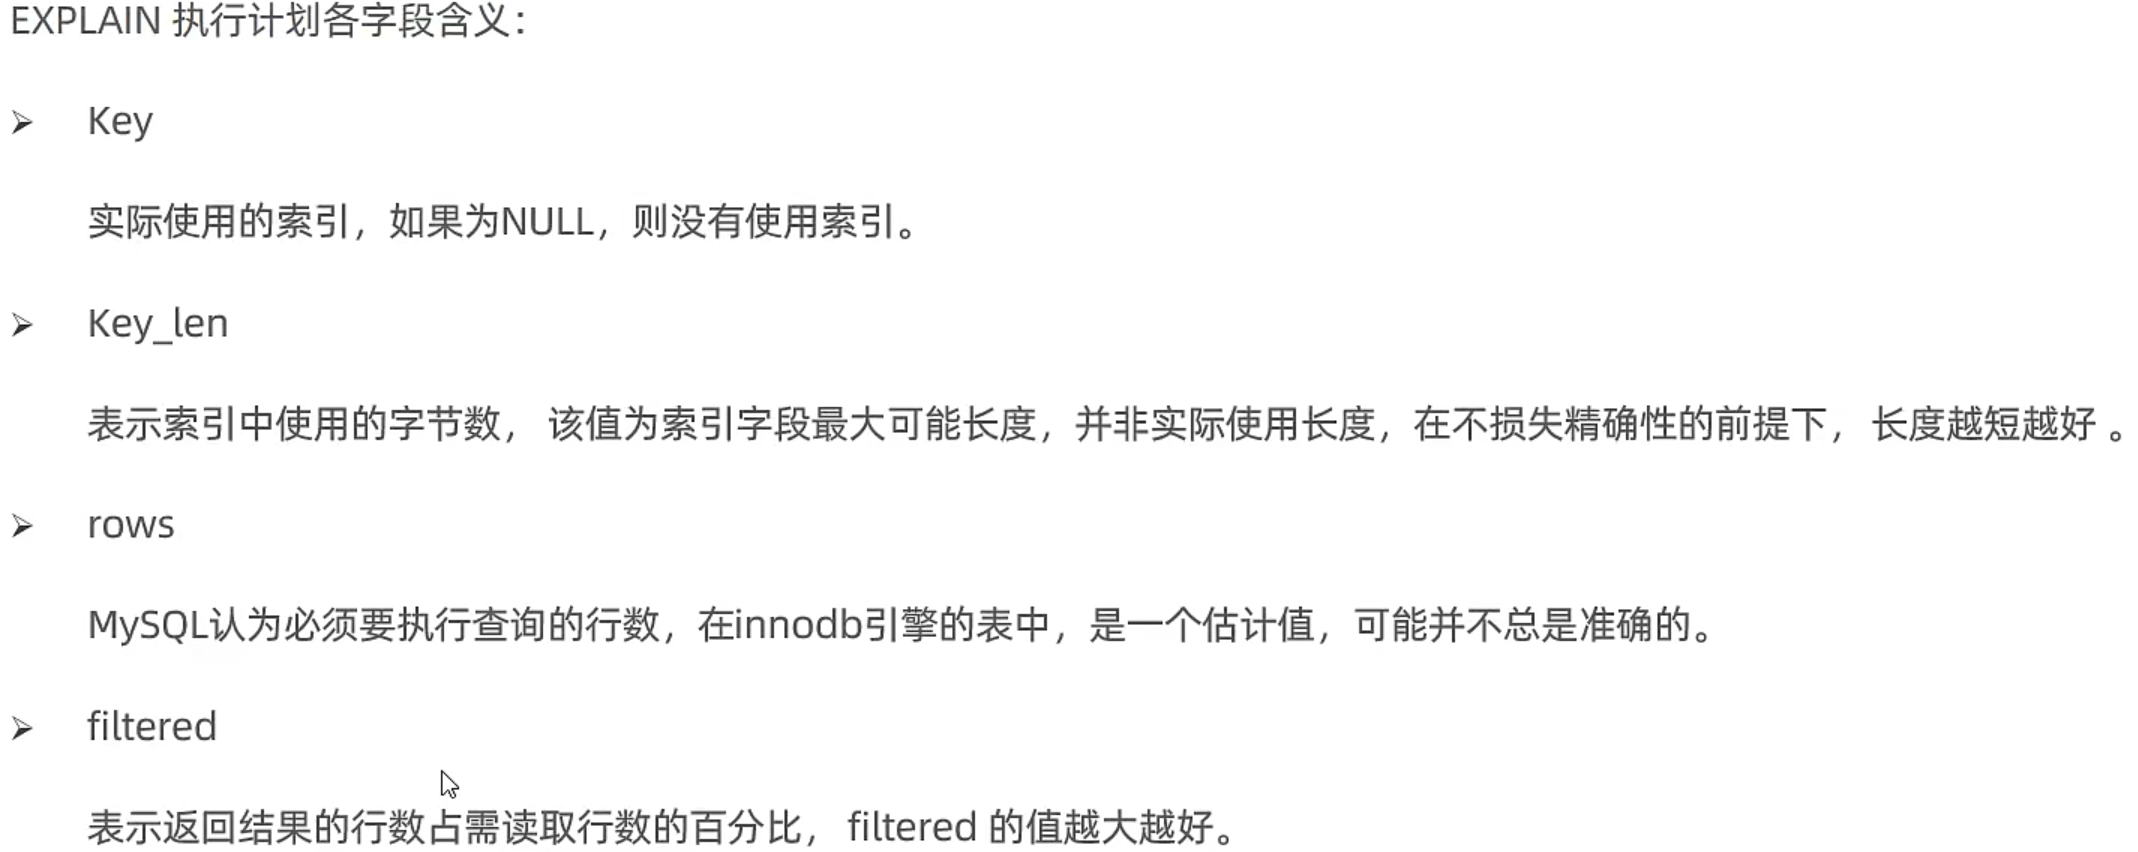 EXPLAIN 执行计划各字段含义：
➢ Key
实际使用的索引，如果为NULL，则没有使用索引。
➢ Key_len
表示索引中使用的字节数， 该值为索引字段最大可能长度，并非实际使用长度，在不损失精确性的前提下， 长度越短越好 。
➢ rows
MySQL认为必须要执行查询的行数，在innodb引擎的表中，是一个估计值，可能并不总是准确的。
➢ filtered
表示返回结果的行数占需读取行数的百分比， filtered 的值越大越好。